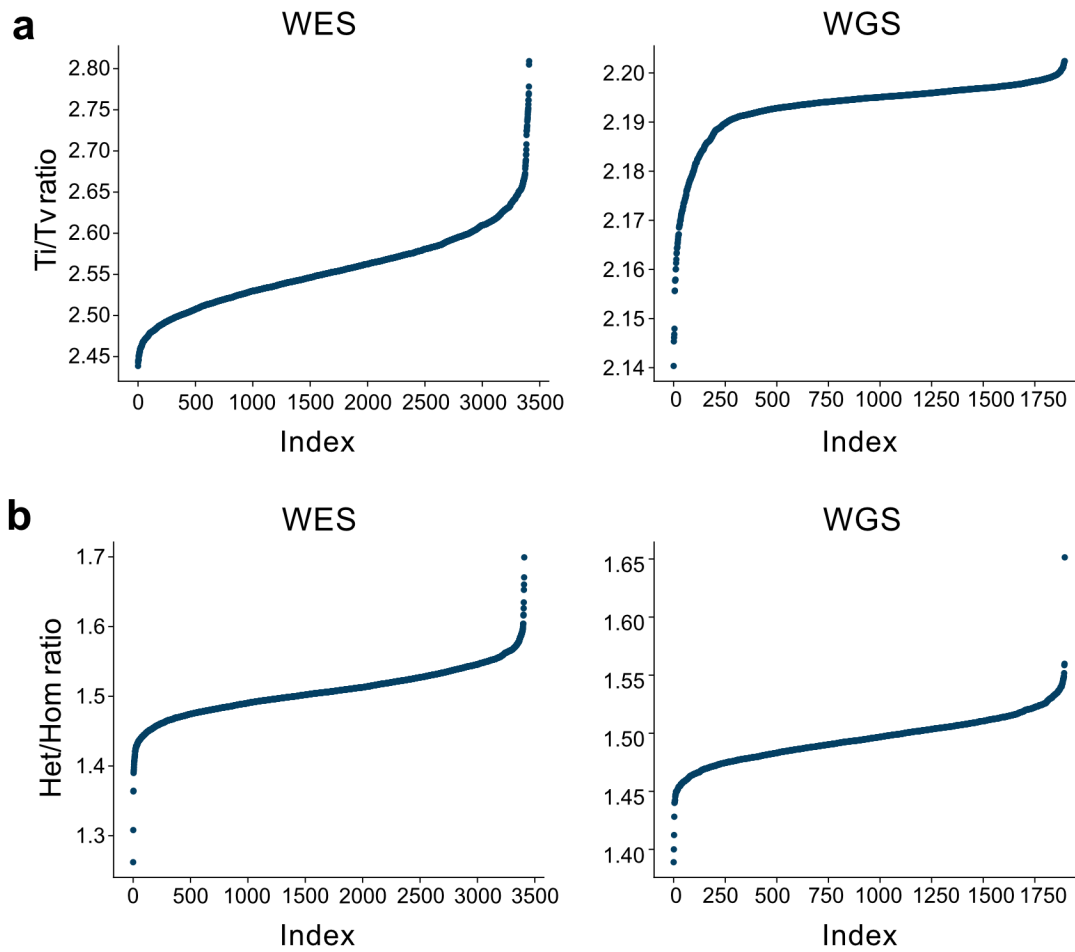 a
WES
WGS
Ti/Tv ratio
2.80
2.75
2.70
2.65
2.60
2.55
2.50
2.45
0 500 1000 1500 2000 2500 3000 3500
Index
2.20
2.19
2.18
2.17
2.16
2.15
2.14
0 250 500 750 1000 1250 1500 1750
Index
b
WES
WGS
Het/Hom ratio
1.7
1.6
1.5
1.4
1.3
0 500 1000 1500 2000 2500 3000 3500
Index
1.65
1.60
1.55
1.50
1.45
1.40
0 250 500 750 1000 1250 1500 1750
Index